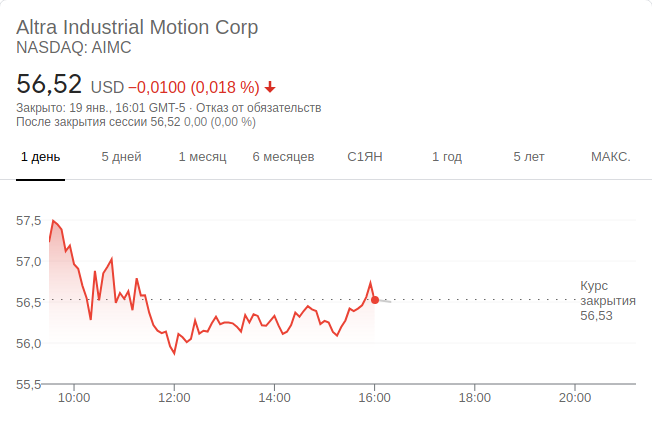 Altra Industrial Motion Corp
NASDAQ: AIMC
56,52 USD −0,0100 (0,018 %)
Закрыто: 19 янв., 16:01 GMT-5 · Отказ от обязательств
После закрытия сессии 56,52 0,00 (0,00 %)
1 день 5 дней 1 месяц 6 месяцев С1ЯН 1 год 5 лет МАКС.
57,5
57,0
56,5
56,0
55,5
Курс
закрытия
56,53
10:00 12:00 14:00 16:00 18:00 20:00